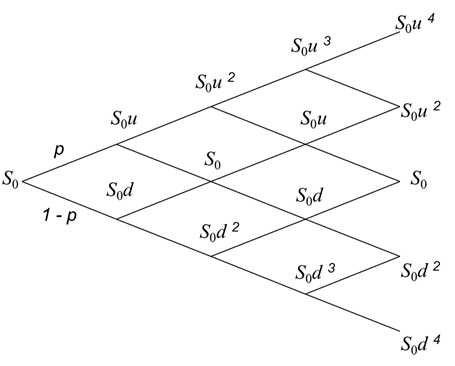 S₀u⁴
S₀u³
S₀u²
S₀u S₀u S₀u²
p
S₀ S₀ S₀
S₀d S₀d
1 - p
S₀d²
S₀d³ S₀d²
S₀d⁴